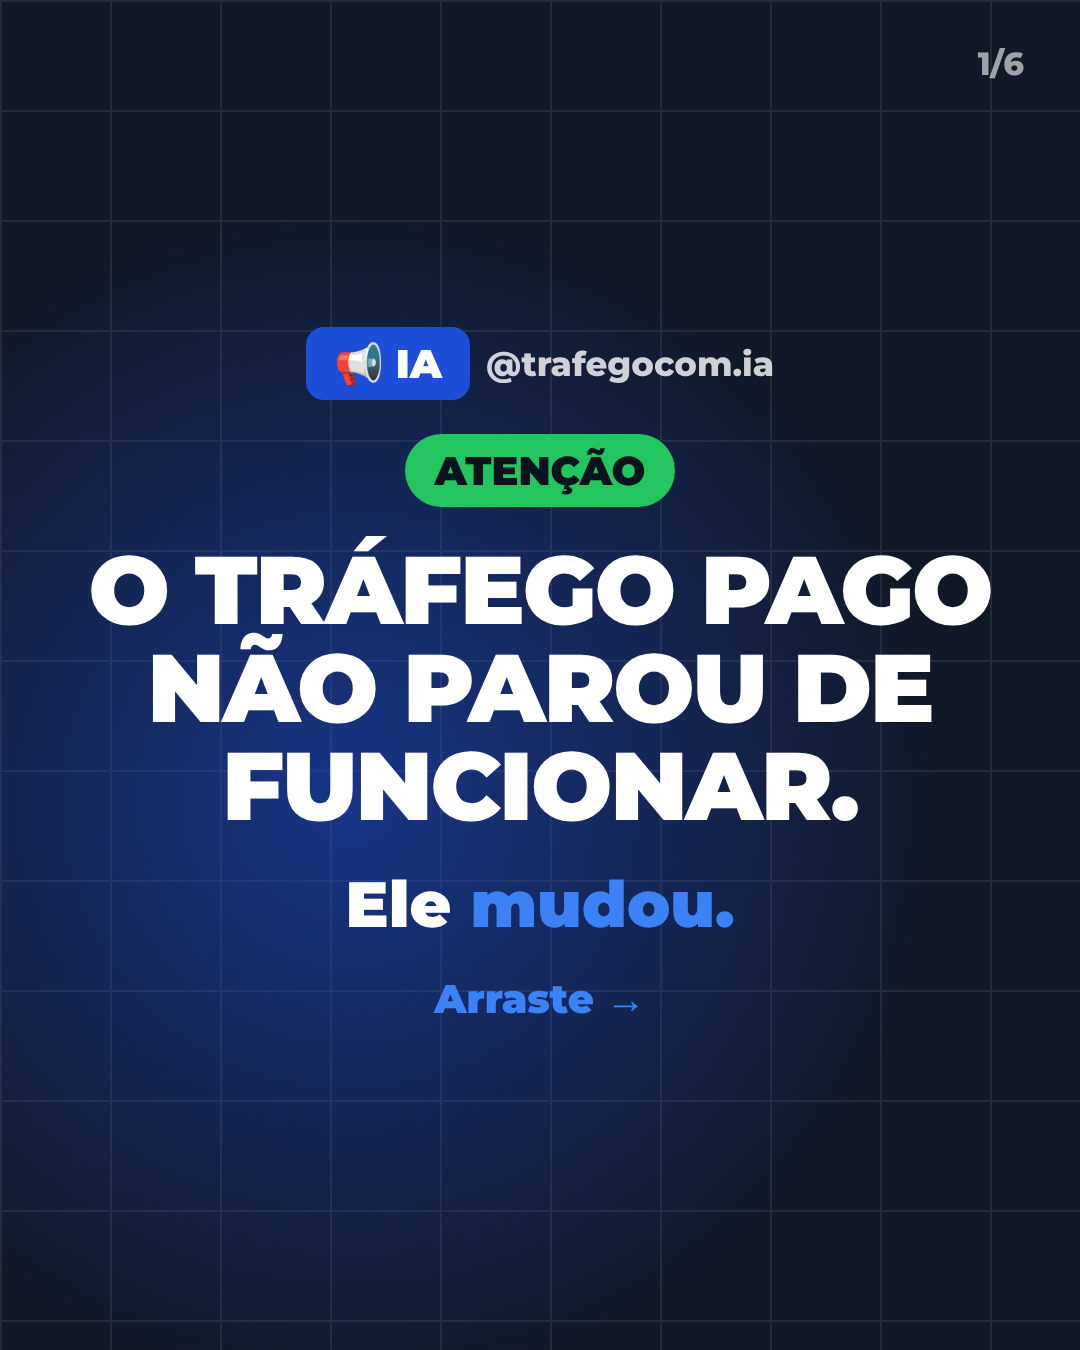 1/6
📢 IA @trafegocom.ia
ATENÇÃO
O TRÁFEGO PAGO
NÃO PAROU DE
FUNCIONAR.
Ele mudou.
Arraste →